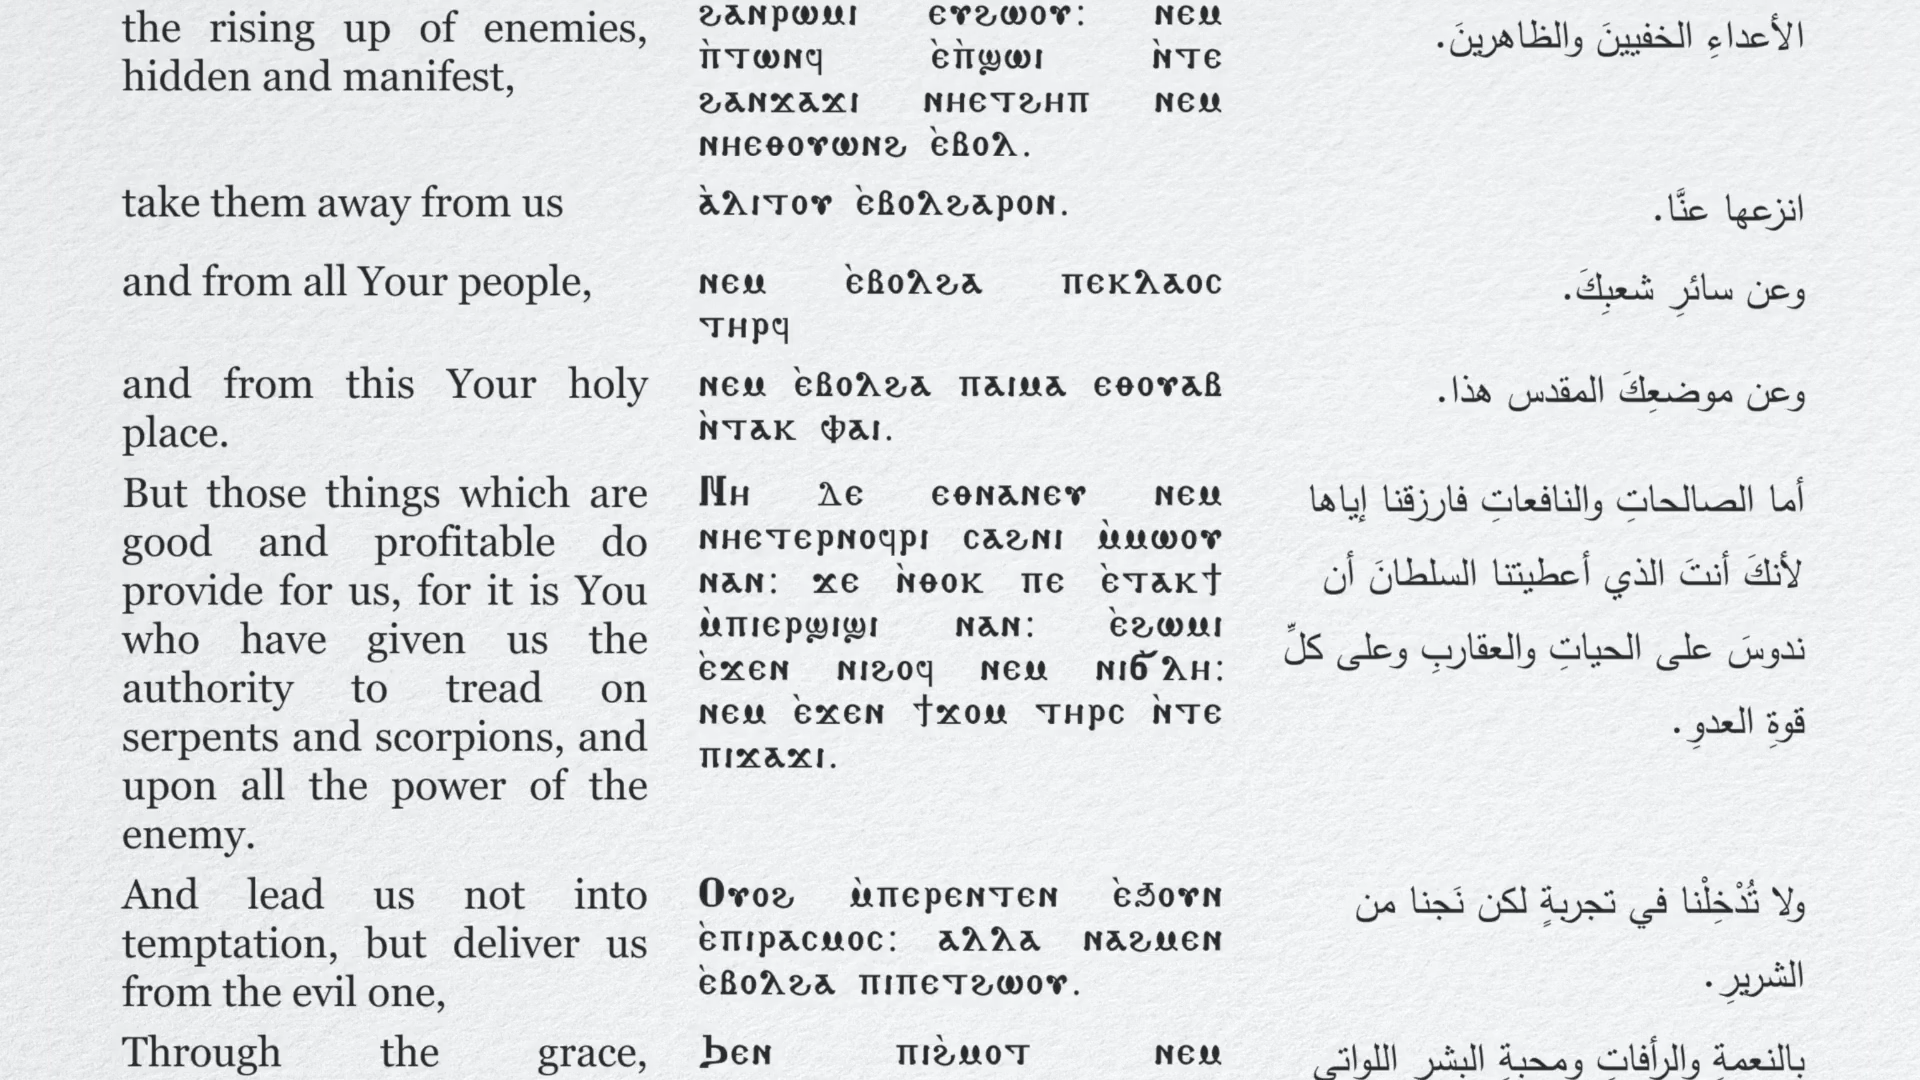 the rising up of enemies,
hidden and manifest,
ϩⲁⲛⲣⲱⲙⲓ ⲉⲩϩⲱⲟⲩ: ⲛⲉⲙ
ⲡ̀ⲧⲱⲛϥ ⲉ̀ⲡ̀ϣⲱⲓ ⲛ̀ⲧⲉ
ϩⲁⲛϫⲁϫⲓ ⲛⲏⲉⲧϩⲏⲡ ⲛⲉⲙ
ⲛⲏⲉⲑⲟⲩⲱⲛϩ ⲉ̀ⲃⲟⲗ.
الأعداءِ الخفيينَ والظاهرينَ.
take them away from us
ⲁ̀ⲗⲓⲧⲟⲩ ⲉ̀ⲃⲟⲗϩⲁⲣⲟⲛ.
انزعها عنَّا.
and from all Your people,
ⲛⲉⲙ ⲉ̀ⲃⲟⲗϩⲁ ⲡⲉⲕⲗⲁⲟⲥ
ⲧⲏⲣϥ
وعن سائرِ شعبِكَ.
and from this Your holy
place.
ⲛⲉⲙ ⲉ̀ⲃⲟⲗϩⲁ ⲡⲁⲓⲙⲁ ⲉⲑⲟⲩⲁⲃ
ⲛ̀ⲧⲁⲕ ⲫⲁⲓ.
وعن موضعِكَ المقدس هذا.
But those things which are
good and profitable do
provide for us, for it is You
who have given us the
authority to tread on
serpents and scorpions, and
upon all the power of the
enemy.
Ⲛⲏ ⲇⲉ ⲉⲑⲛⲁⲛⲉⲩ ⲛⲉⲙ
ⲛⲏⲉⲧⲉⲣⲛⲟϥⲣⲓ ⲥⲁϩⲛⲓ ⲙ̀ⲙⲱⲟⲩ
ⲛⲁⲛ: ϫⲉ ⲛ̀ⲑⲟⲕ ⲡⲉ ⲉ̀ⲧⲁⲕϯ
ⲙ̀ⲡⲓⲉⲣϣⲓϣⲓ ⲛⲁⲛ: ⲉ̀ϩⲱⲙⲓ
ⲉ̀ϫⲉⲛ ⲛⲓϩⲟϥ ⲛⲉⲙ ⲛⲓϭⲗⲏ:
ⲛⲉⲙ ⲉ̀ϫⲉⲛ ϯϫⲟⲙ ⲧⲏⲣⲥ ⲛ̀ⲧⲉ
ⲡⲓϫⲁϫⲓ.
أما الصالحاتِ والنافعاتِ فارزقنا إياها
لأنكَ أنتَ الذي أعطيتنا السلطانَ أن
ندوسَ على الحياتِ والعقاربِ وعلى كلِّ
قوةِ العدوِ.
And lead us not into
temptation, but deliver us
from the evil one,
Ⲟⲩⲟϩ ⲙ̀ⲡⲉⲣⲉⲛⲧⲉⲛ ⲉ̀ϧⲟⲩⲛ
ⲉ̀ⲡⲓⲣⲁⲥⲙⲟⲥ: ⲁⲗⲗⲁ ⲛⲁϩⲙⲉⲛ
ⲉ̀ⲃⲟⲗϩⲁ ⲡⲓⲡⲉⲧϩⲱⲟⲩ.
ولا تُدْخِلْنا في تجربةٍ لكن نَجنا من
الشريرِ.
Through the grace,
Ϧⲉⲛ ⲡⲓϩ̀ⲙⲟⲧ ⲛⲉⲙ
بالنعمةِ والرأفاتِ ومحبةِ البشرِ اللواتي